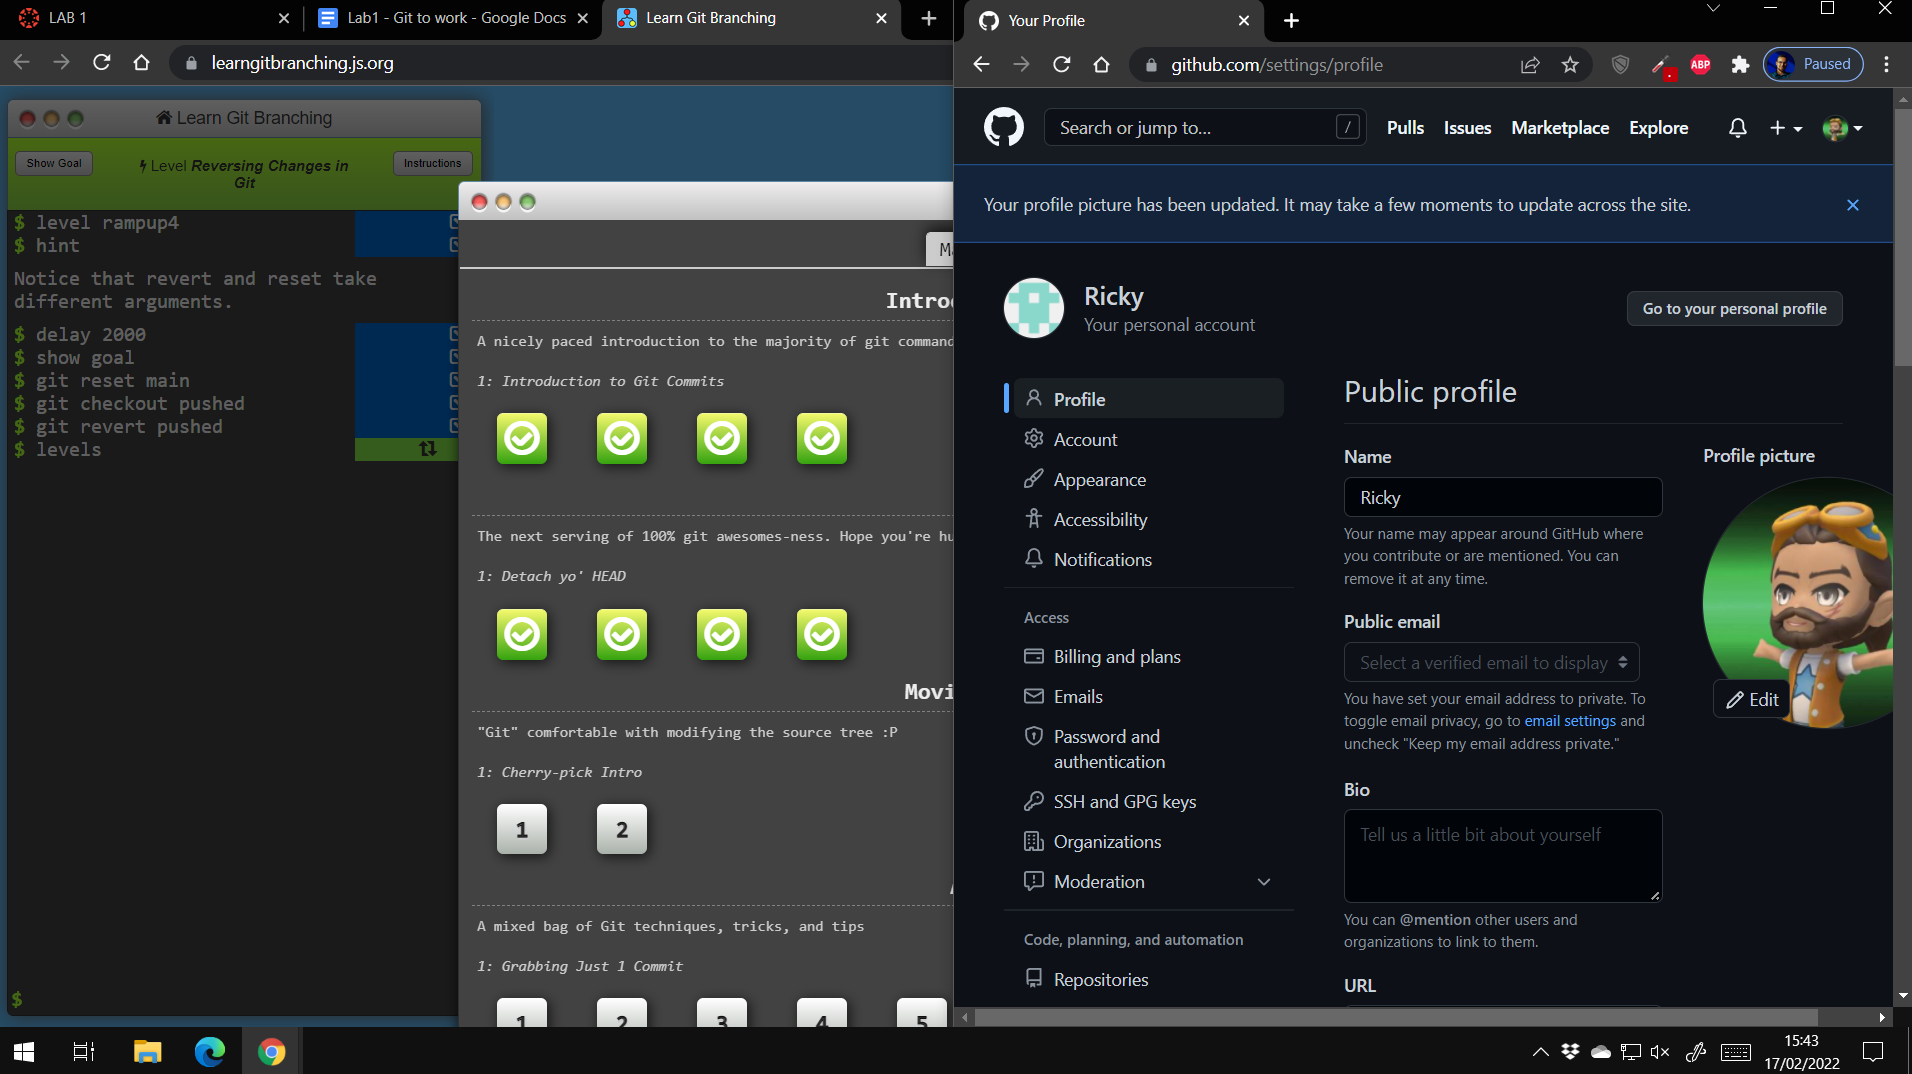 LAB 1
Lab1 - Git to work - Google Docs
Learn Git Branching
learngitbranching.js.org
Learn Git Branching
Show Goal
Level Reversing Changes in
Git
Instructions
$ level rampup4
$ hint
Notice that revert and reset take
different arguments.
$ delay 2000
$ show goal
$ git reset main
$ git checkout pushed
$ git revert pushed
$ levels
$
A nicely paced introduction to the majority of git
1: Introduction to Git Commits
The next serving of 100% git awesomes-ness. Hope you're
1: Detach yo' HEAD
"Git" comfortable with modifying the source tree :P
1: Cherry-pick Intro
1
2
A mixed bag of Git techniques, tricks, and tips
1: Grabbing Just 1 Commit
1
2
3
4
5
Your Profile
github.com/settings/profile
ABP
Paused
Search or jump to...
/
Pulls
Issues
Marketplace
Explore
Your profile picture has been updated. It may take a few moments to update across the site.
Ricky
Your personal account
Go to your personal profile
Profile
Account
Appearance
Accessibility
Notifications
Access
Billing and plans
Emails
Password and
authentication
SSH and GPG keys
Organizations
Moderation
Code, planning, and automation
Repositories
Public profile
Name
Ricky
Your name may appear around GitHub where
you contribute or are mentioned. You can
remove it at any time.
Public email
Select a verified email to display
You have set your email address to private. To
toggle email privacy, go to email settings and
uncheck "Keep my email address private."
Bio
Tell us a little bit about yourself
You can @mention other users and
organizations to link to them.
URL
Profile picture
Edit
15:43
17/02/2022